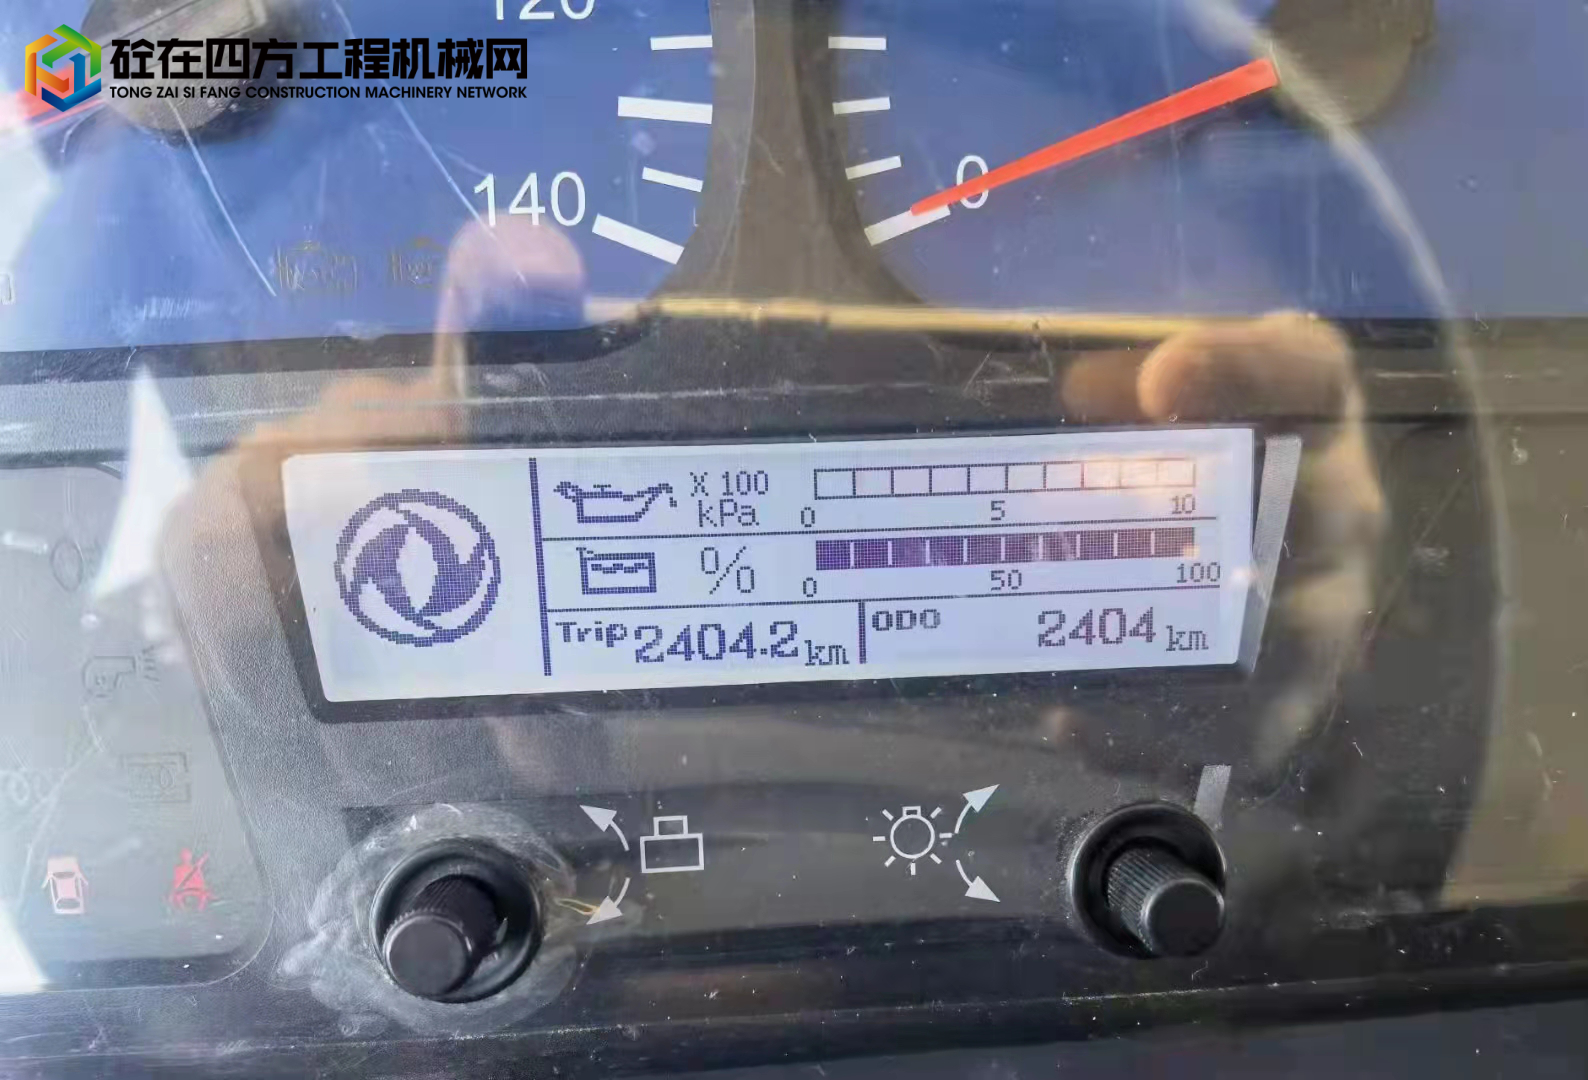 120
砼在四方工程机械网
TONG ZAI SI FANG CONSTRUCTION MACHINERY NETWORK
140
0
X 100
kPa
0 5 10
%
0 50 100
Trip 2404.2 km
ODO 2404 km